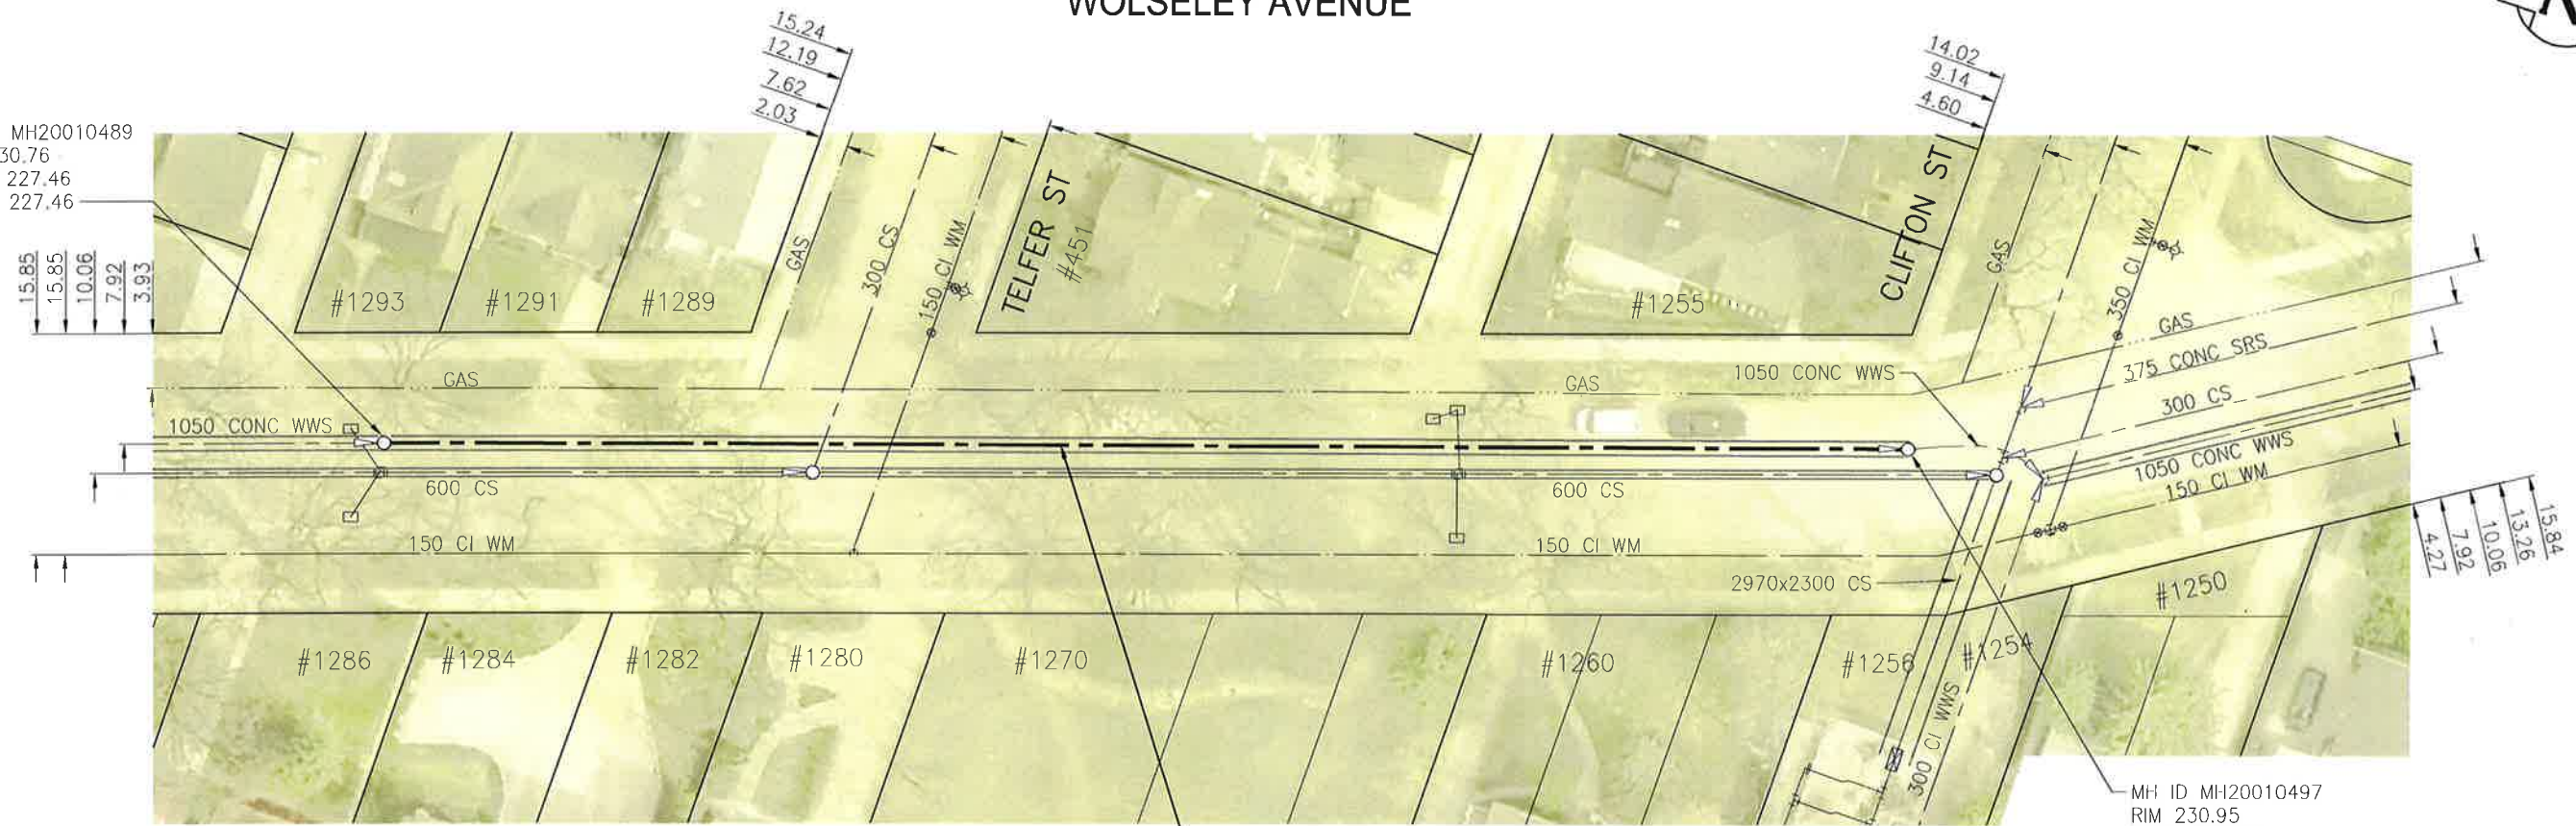 WOLSELEY AVENUE
15.24
12.19
7.62
2.03
14.02
9.14
4.60
MH20010489
30.76
227.46
227.46
15.85
15.85
10.06
7.92
3.93
#1293
#1291
#1289
GAS
300 CS
150 CI WM
TELFER ST
#451
#1255
CLIFTON ST
GAS
350 CI WM
GAS
GAS
1050 CONC WWS
GAS
375 CONC SRS
300 CS
1050 CONC WWS
150 CI WM
1050 CONC WWS
600 CS
600 CS
150 CI WM
150 CI WM
2970x2300 CS
#1286
#1284
#1282
#1280
#1270
#1260
#1256
#1254
#1250
300 CI WWS
4.27
7.92
10.06
13.26
15.84
MH ID MH20010497
RIM 230.95